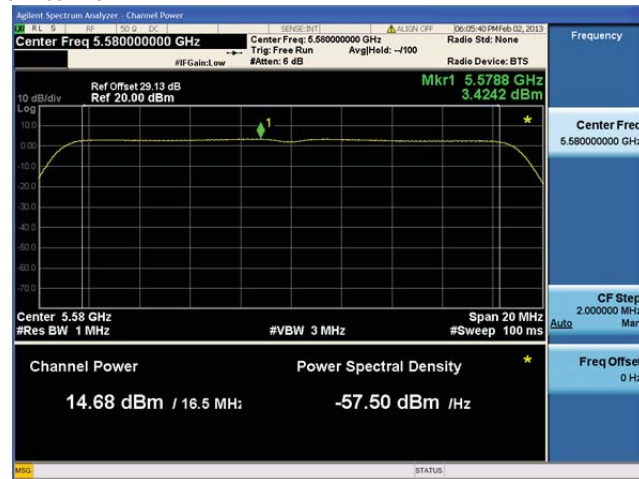 Agilent Spectrum Analyzer - Channel Power
RL S RF 50 Ω DC SENSE:INT ALIGN OFF 06:05:40 PM Feb 02, 2013
Center Freq 5.580000000 GHz Center Freq: 5.580000000 GHz Radio Std: None
Trig: Free Run Avg|Hold: --/100
#IFGain:Low #Atten: 6 dB Radio Device: BTS
Frequency
Ref Offset 29.13 dB Mkr1 5.5788 GHz
10 dB/div Ref 20.00 dBm 3.4242 dBm
Log
10.0
0.00
-10.0
-20.0
-30.0
-40.0
-50.0
-60.0
-70.0
1
*
Center Freq
5.580000000 GHz
Center 5.58 GHz Span 20 MHz
#Res BW 1 MHz #VBW 3 MHz #Sweep 100 ms
CF Step
2.000000 MHz
Auto Man
Channel Power Power Spectral Density *
14.68 dBm / 16.5 MHz -57.50 dBm /Hz
Freq Offset
0 Hz
MSG STATUS